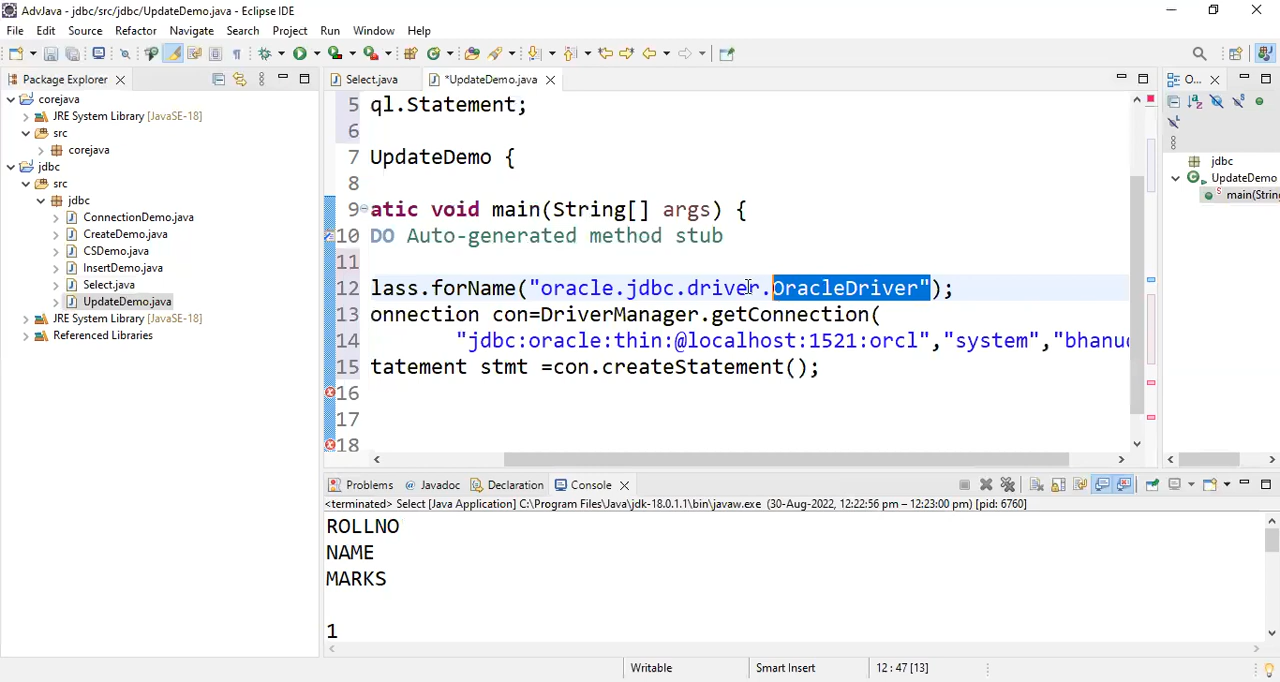 AdvJava - jdbc/src/jdbc/UpdateDemo.java - Eclipse IDE
File Edit Source Refactor Navigate Search Project Run Window Help
Package Explorer
Select.java
*UpdateDemo.java
O...
corejava
JRE System Library [JavaSE-18]
src
corejava
jdbc
src
jdbc
ConnectionDemo.java
CreateDemo.java
CSDemo.java
InsertDemo.java
Select.java
UpdateDemo.java
JRE System Library [JavaSE-18]
Referenced Libraries
5 ql.Statement;
6
7 UpdateDemo {
8
9 atic void main(String[] args) {
10 DO Auto-generated method stub
11
12 lass.forName("oracle.jdbc.driver.OracleDriver");
13 onnection con=DriverManager.getConnection(
14 "jdbc:oracle:thin:@localhost:1521:orcl","system","bhanu
15 tatement stmt =con.createStatement();
16
17
18
jdbc
UpdateDemo
main(String
Problems Javadoc Declaration Console
<terminated> Select [Java Application] C:\Program Files\Java\jdk-18.0.1.1\bin\javaw.exe (30-Aug-2022, 12:22:56 pm – 12:23:00 pm) [pid: 6760]
ROLLNO
NAME
MARKS
1
Writable Smart Insert 12 : 47 [13]